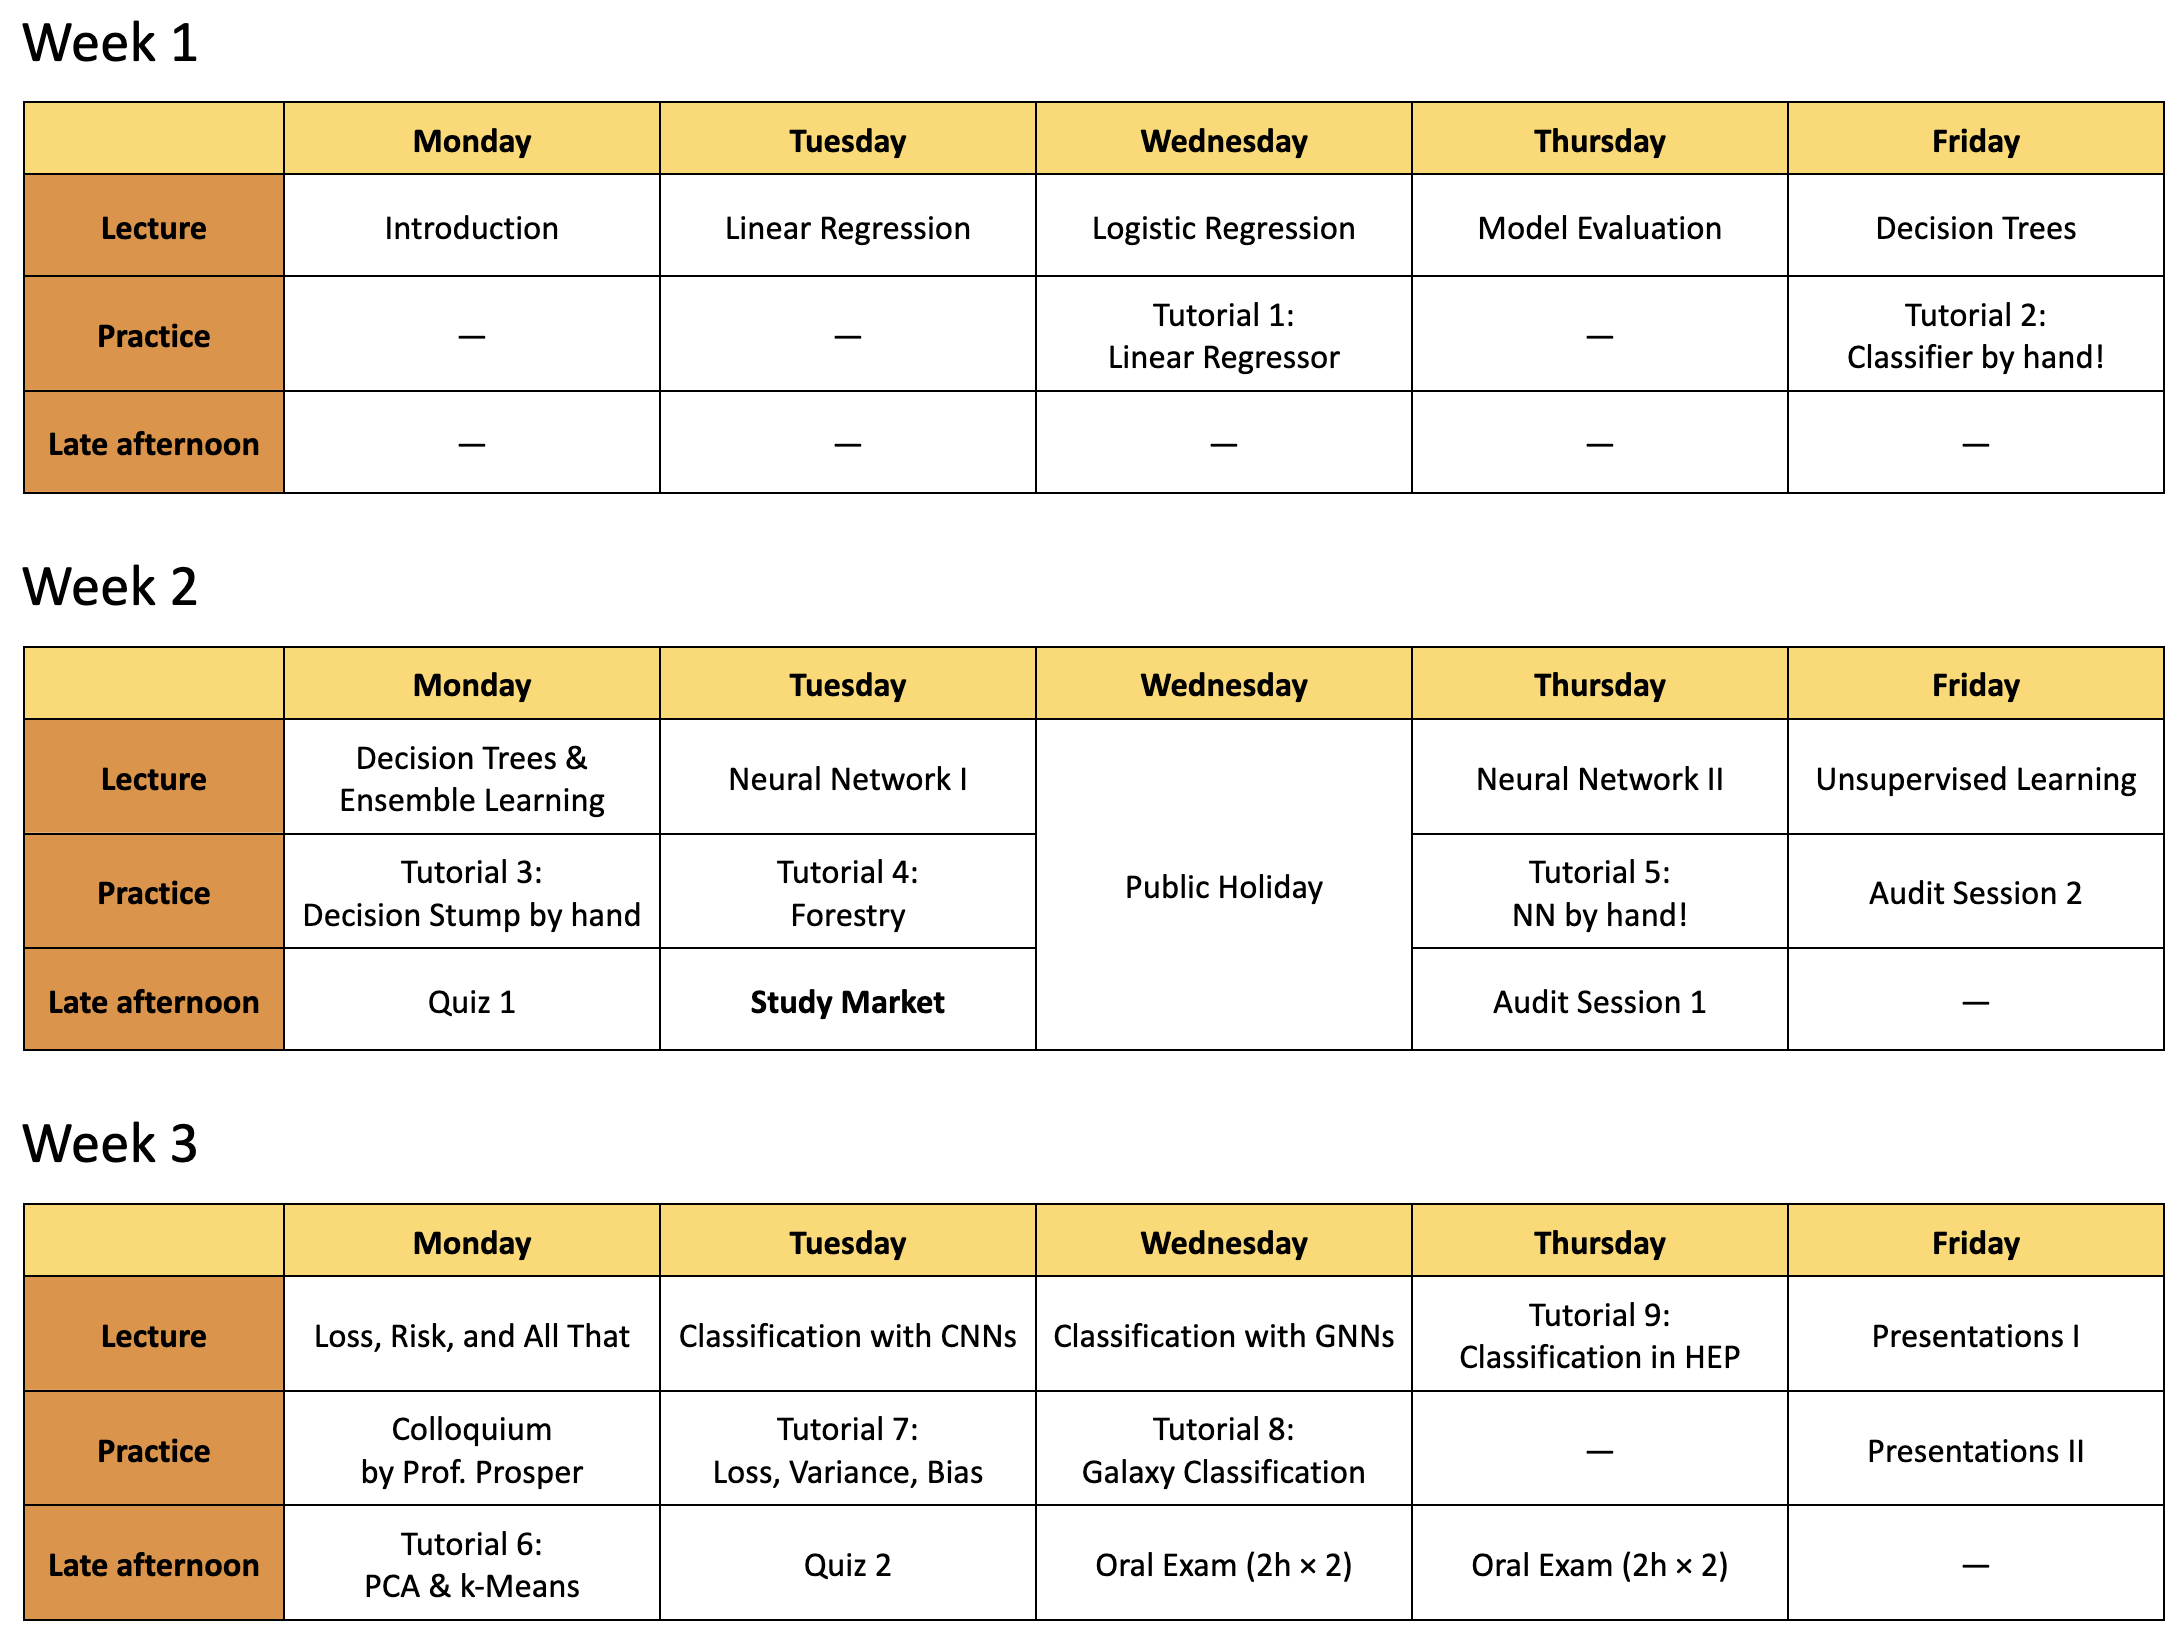 Week 1
Monday Tuesday Wednesday Thursday Friday
Lecture Introduction Linear Regression Logistic Regression Model Evaluation Decision Trees
Practice — — Tutorial 1: Linear Regressor — Tutorial 2: Classifier by hand!
Late afternoon — — — — —
Week 2
Monday Tuesday Wednesday Thursday Friday
Lecture Decision Trees & Ensemble Learning Neural Network I Public Holiday Neural Network II Unsupervised Learning
Practice Tutorial 3: Decision Stump by hand Tutorial 4: Forestry Tutorial 5: NN by hand! Audit Session 2
Late afternoon Quiz 1 Study Market Audit Session 1 —
Week 3
Monday Tuesday Wednesday Thursday Friday
Lecture Loss, Risk, and All That Classification with CNNs Classification with GNNs Tutorial 9: Classification in HEP Presentations I
Practice Colloquium by Prof. Prosper Tutorial 7: Loss, Variance, Bias Tutorial 8: Galaxy Classification — Presentations II
Late afternoon Tutorial 6: PCA & k-Means Quiz 2 Oral Exam (2h × 2) Oral Exam (2h × 2) —